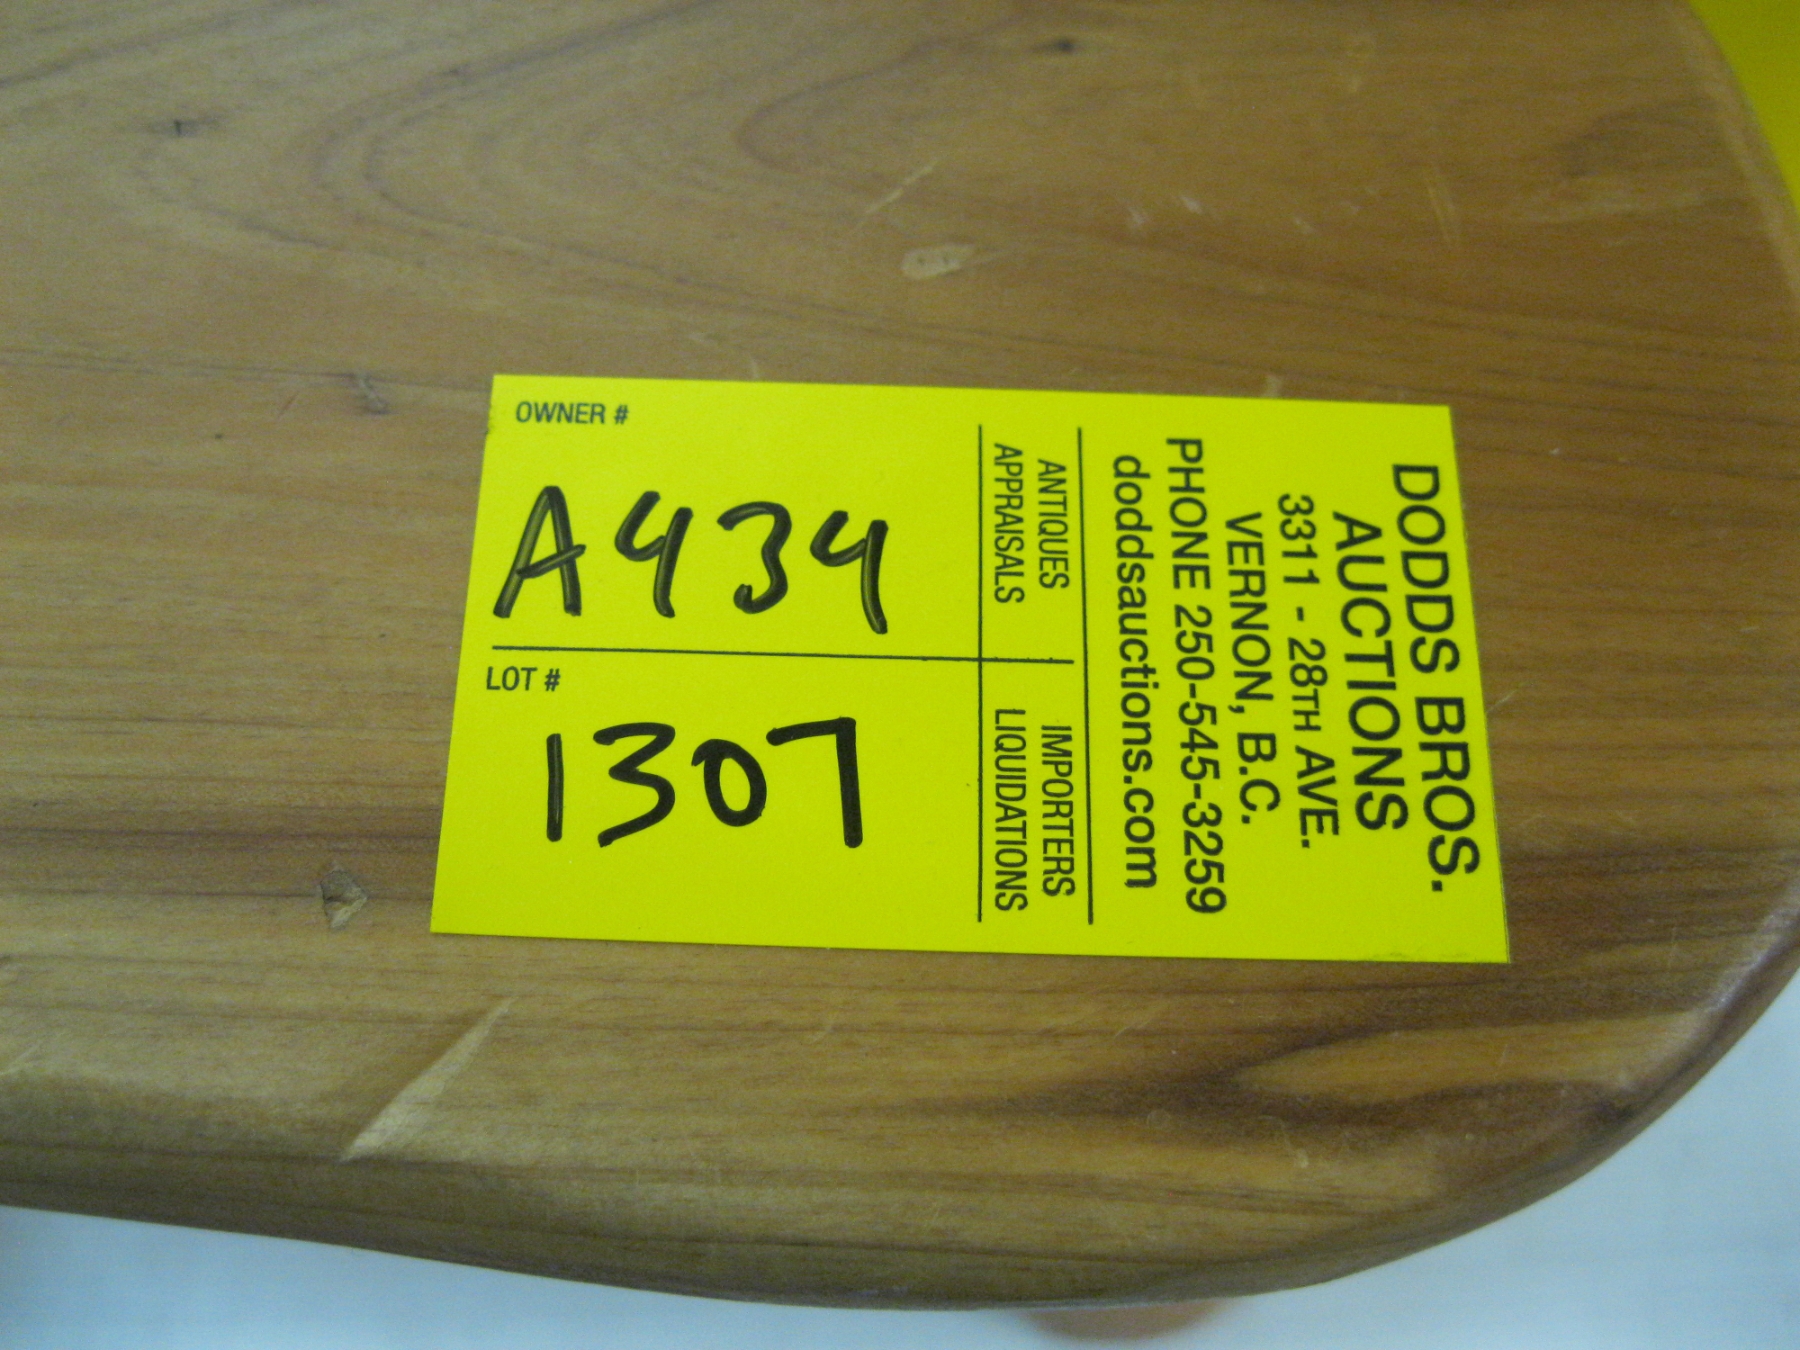 OWNER #
A434
LOT #
1307
ANTIQUES
APPRAISALS
IMPORTERS
LIQUIDATIONS
DODDS BROS.
AUCTIONS
3311 - 28TH AVE.
VERNON, B.C.
PHONE 250-545-3259
doddsauctions.com